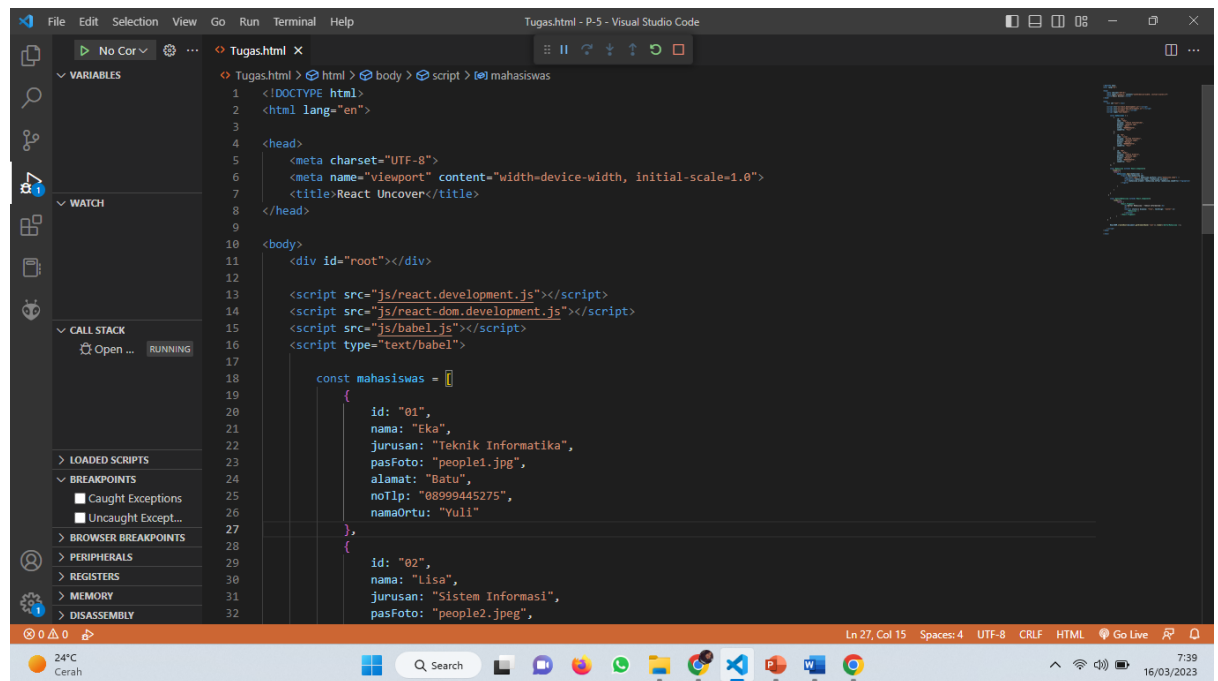 File Edit Selection View Go Run Terminal Help Tugas.html - P-5 - Visual Studio Code
No Cor
Tugas.html
VARIABLES
WATCH
CALL STACK
Open ... RUNNING
LOADED SCRIPTS
BREAKPOINTS
Caught Exceptions
Uncaught Except...
BROWSER BREAKPOINTS
PERIPHERALS
REGISTERS
MEMORY
DISASSEMBLY
1
1
Tugas.html > html > body > script > mahasiswas
1 <!DOCTYPE html>
2 <html lang="en">
3
4 <head>
5 <meta charset="UTF-8">
6 <meta name="viewport" content="width=device-width, initial-scale=1.0">
7 <title>React Uncover</title>
8 </head>
9
10 <body>
11 <div id="root"></div>
12
13 <script src="js/react.development.js"></script>
14 <script src="js/react-dom.development.js"></script>
15 <script src="js/babel.js"></script>
16 <script type="text/babel">
17
18 const mahasiswas = [
19 {
20 id: "01",
21 nama: "Eka",
22 jurusan: "Teknik Informatika",
23 pasFoto: "people1.jpg",
24 alamat: "Batu",
25 noTlp: "08999445275",
26 namaOrtu: "Yuli"
27 },
28 {
29 id: "02",
30 nama: "Lisa",
31 jurusan: "Sistem Informasi",
32 pasFoto: "people2.jpeg",
0 0 Ln 27, Col 15 Spaces: 4 UTF-8 CRLF HTML Go Live
24°C
Cerah
Search
7:39
16/03/2023